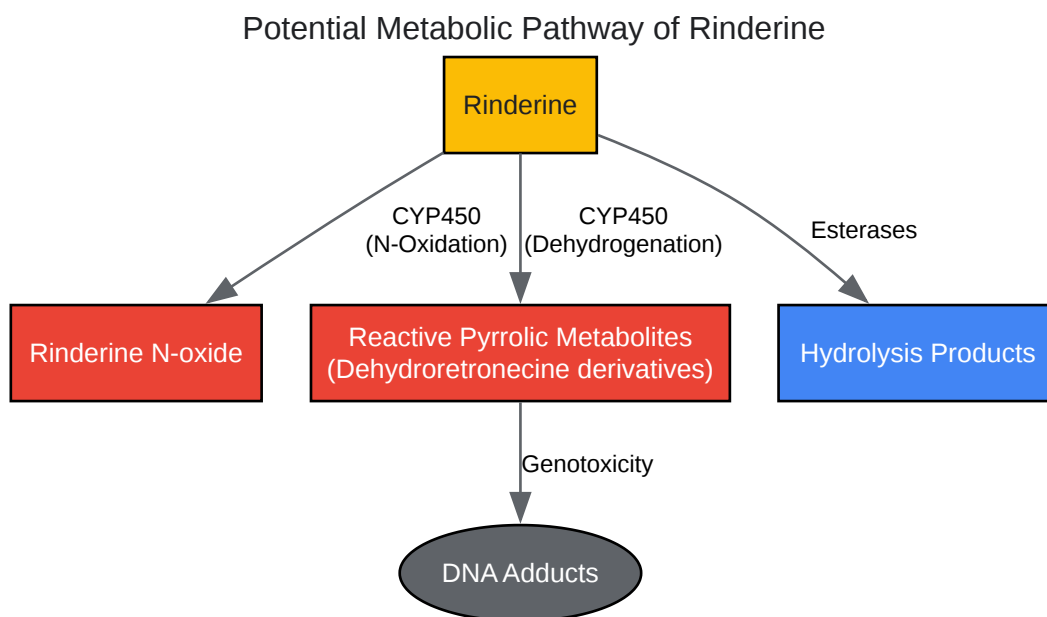 Potential Metabolic Pathway of Rinderine
Rinderine
CYP450
(N-Oxidation)
CYP450
(Dehydrogenation)
Esterases
Rinderine N-oxide
Reactive Pyrrolic Metabolites
(Dehydroretronecine derivatives)
Hydrolysis Products
Genotoxicity
DNA Adducts